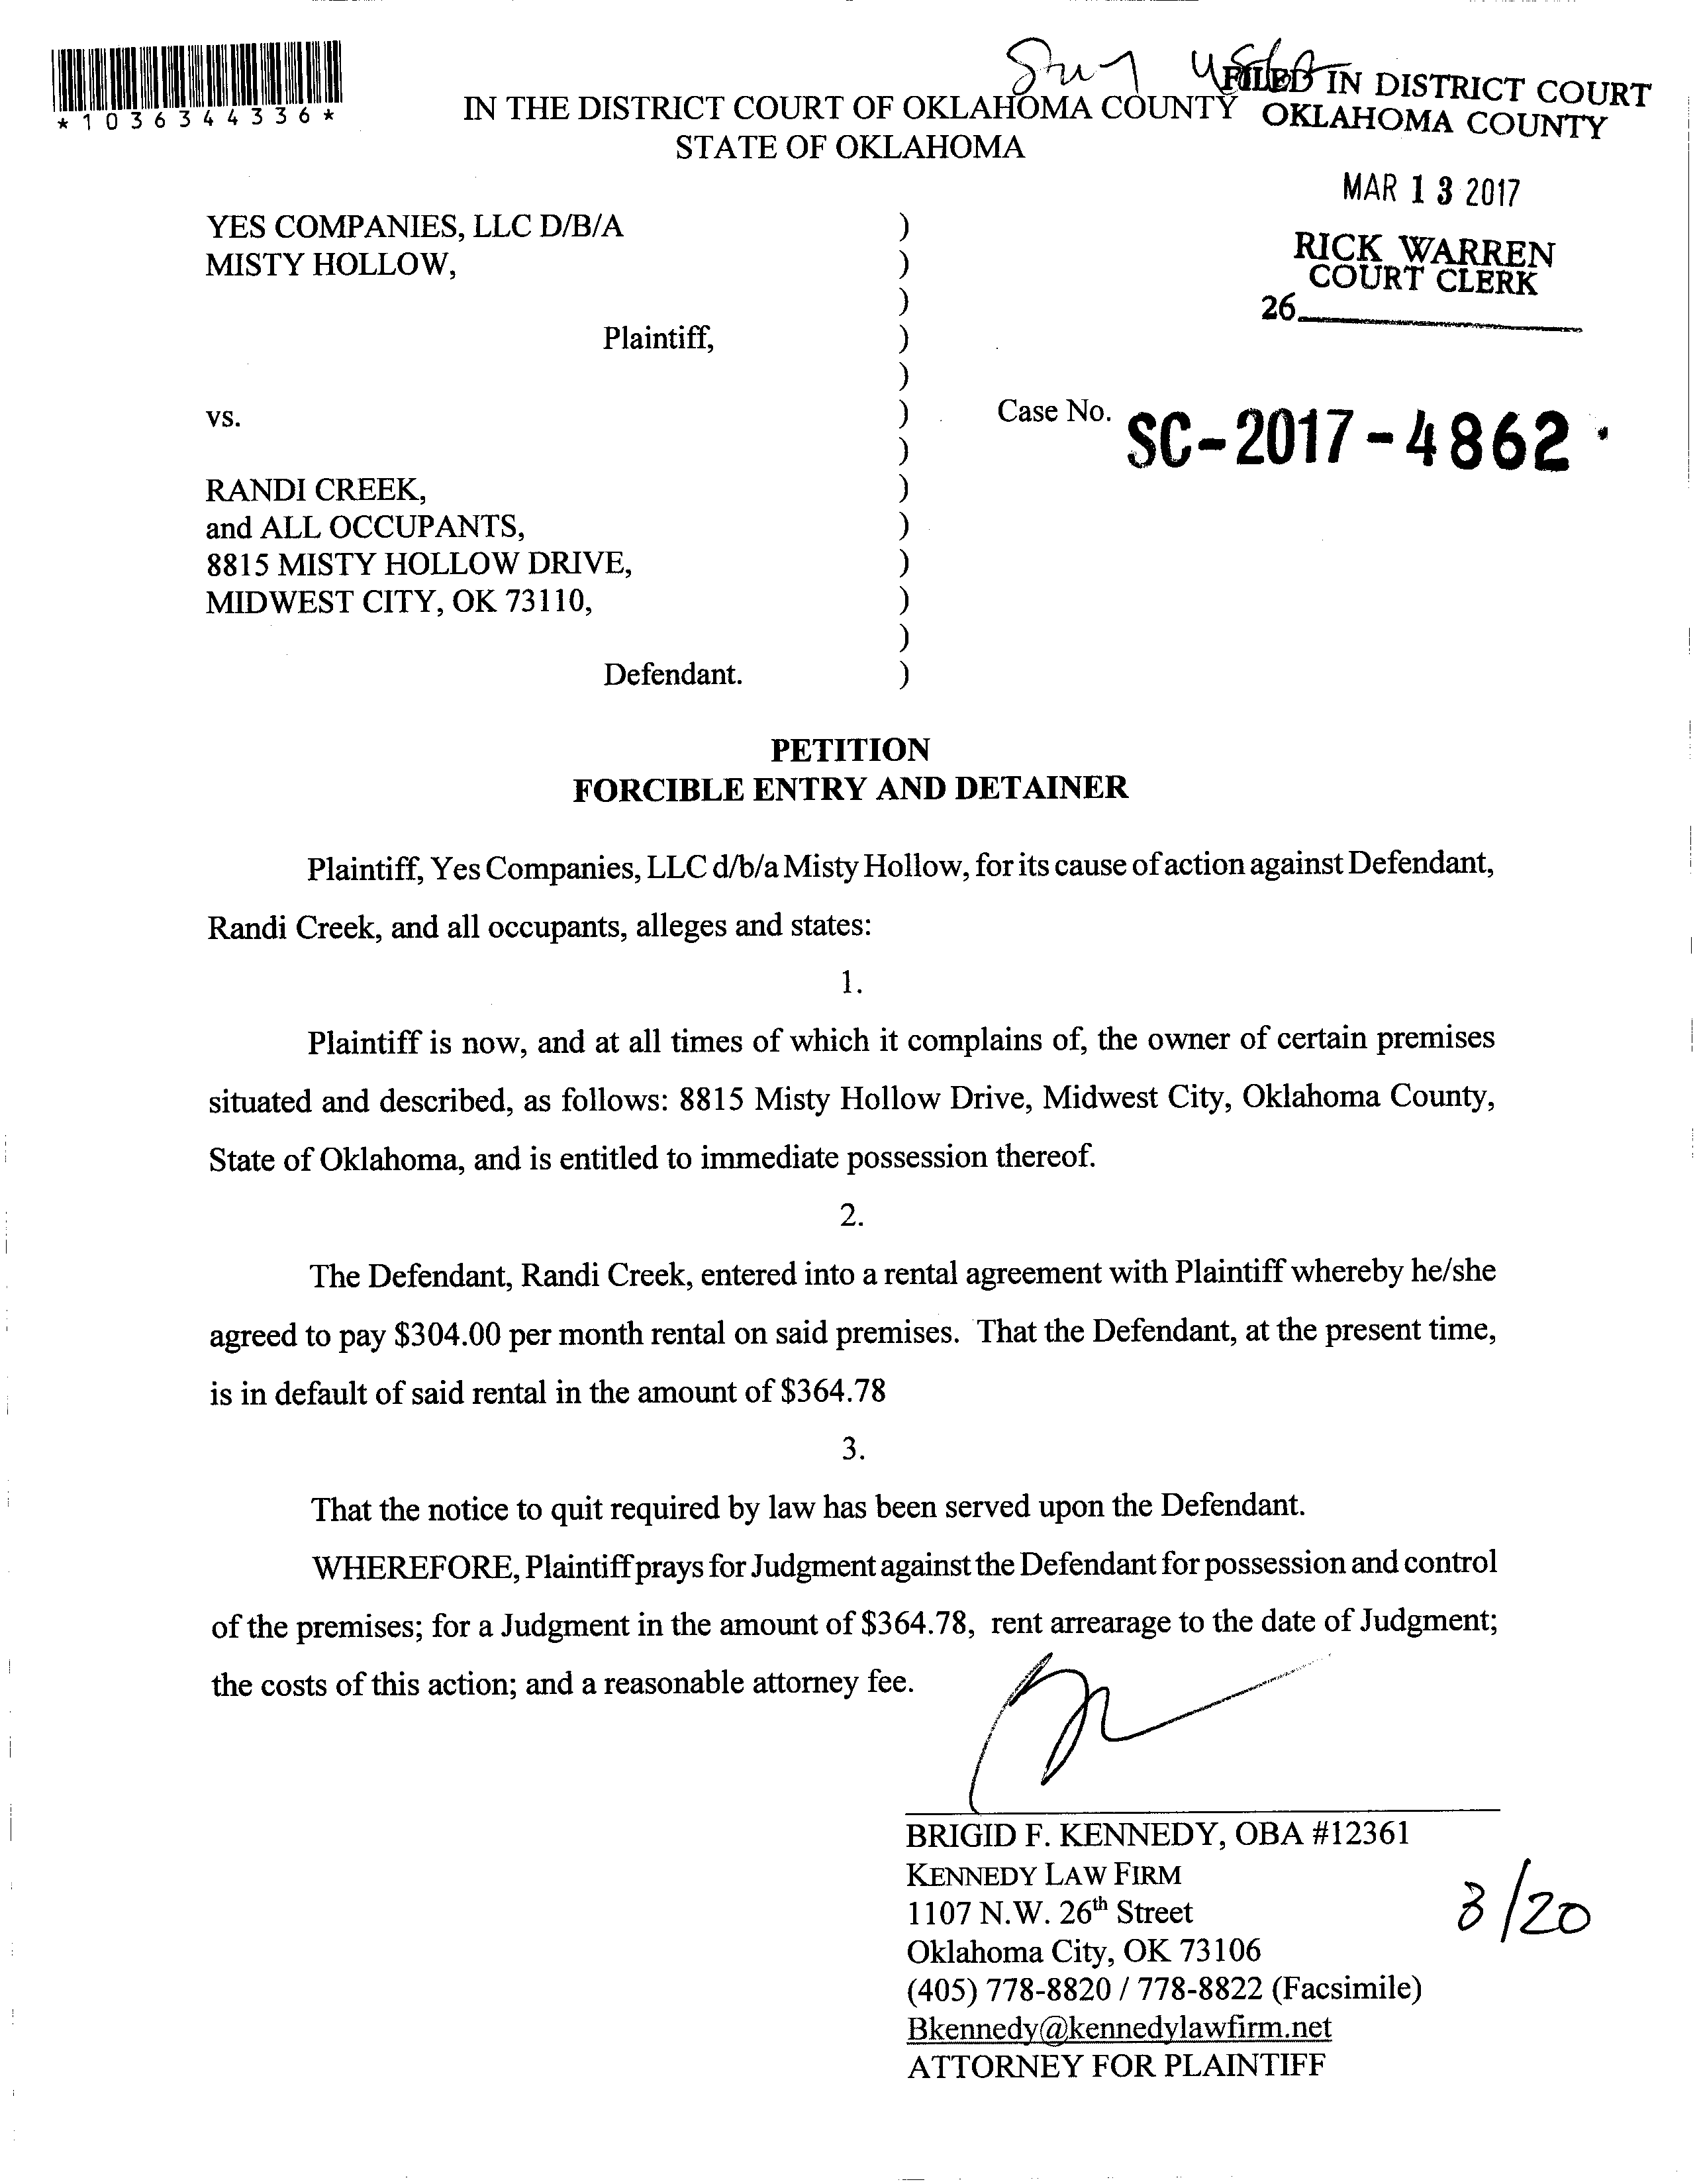 *1036344336*
IN THE DISTRICT COURT OF OKLAHOMA COUNTY
STATE OF OKLAHOMA
FILED IN DISTRICT COURT
OKLAHOMA COUNTY
MAR 13 2017
RICK WARREN
COURT CLERK
26
YES COMPANIES, LLC D/B/A )
MISTY HOLLOW, )
)
Plaintiff, )
)
vs. )
)
Case No. SC-2017-4862
RANDI CREEK, )
and ALL OCCUPANTS, )
8815 MISTY HOLLOW DRIVE, )
MIDWEST CITY, OK 73110, )
)
Defendant. )
PETITION
FORCIBLE ENTRY AND DETAINER
Plaintiff, Yes Companies, LLC d/b/a Misty Hollow, for its cause of action against Defendant,
Randi Creek, and all occupants, alleges and states:
1.
Plaintiff is now, and at all times of which it complains of, the owner of certain premises
situated and described, as follows: 8815 Misty Hollow Drive, Midwest City, Oklahoma County,
State of Oklahoma, and is entitled to immediate possession thereof.
2.
The Defendant, Randi Creek, entered into a rental agreement with Plaintiff whereby he/she
agreed to pay $304.00 per month rental on said premises. That the Defendant, at the present time,
is in default of said rental in the amount of $364.78
3.
That the notice to quit required by law has been served upon the Defendant.
WHEREFORE, Plaintiff prays for Judgment against the Defendant for possession and control
of the premises; for a Judgment in the amount of $364.78, rent arrearage to the date of Judgment;
the costs of this action; and a reasonable attorney fee.
BRIGID F. KENNEDY, OBA #12361
KENNEDY LAW FIRM
1107 N.W. 26th Street
Oklahoma City, OK 73106
(405) 778-8820 / 778-8822 (Facsimile)
Bkennedy@kennedylawfirm.net
ATTORNEY FOR PLAINTIFF
3/20